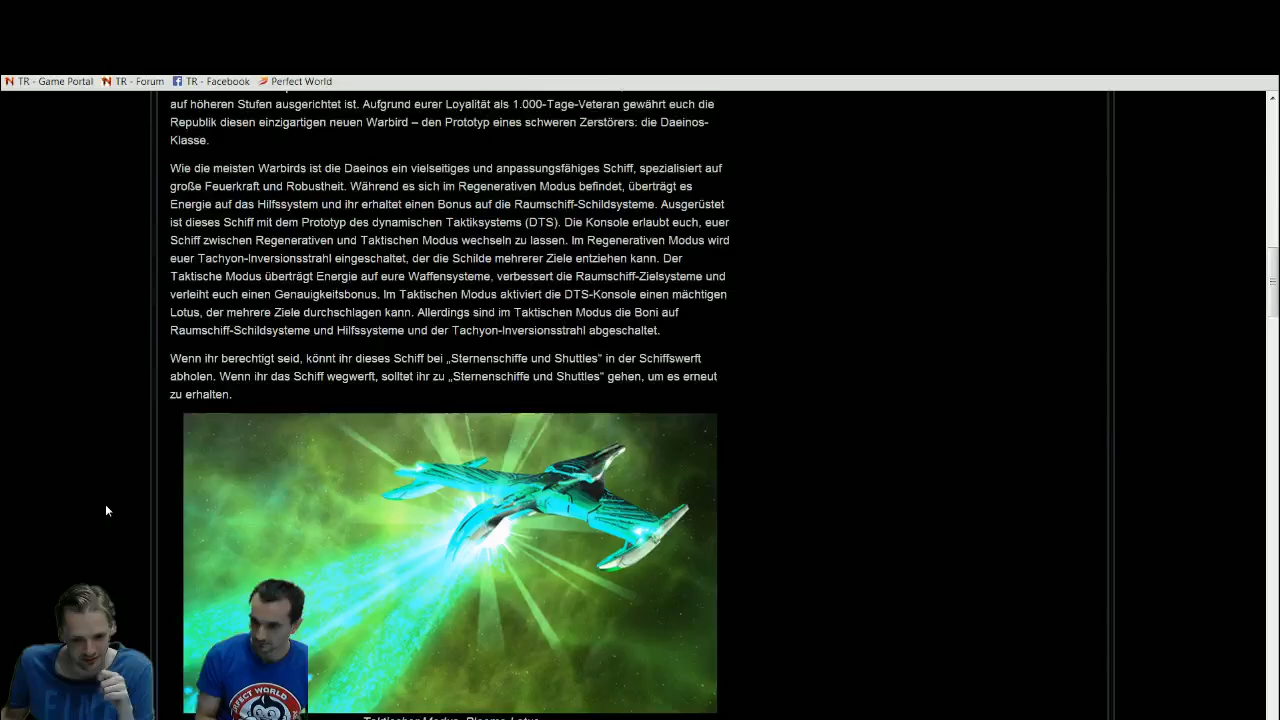 TR - Game Portal TR - Forum TR - Facebook Perfect World
auf höheren Stufen ausgerichtet ist. Aufgrund eurer Loyalität als 1.000-Tage-Veteran gewährt euch die
Republik diesen einzigartigen neuen Warbird – den Prototyp eines schweren Zerstörers: die Daeinos-
Klasse.
Wie die meisten Warbirds ist die Daeinos ein vielseitiges und anpassungsfähiges Schiff, spezialisiert auf
große Feuerkraft und Robustheit. Während es sich im Regenerativen Modus befindet, überträgt es
Energie auf das Hilfssystem und ihr erhaltet einen Bonus auf die Raumschiff-Schildsysteme. Ausgerüstet
ist dieses Schiff mit dem Prototyp des dynamischen Taktiksystems (DTS). Die Konsole erlaubt euch, euer
Schiff zwischen Regenerativen und Taktischen Modus wechseln zu lassen. Im Regenerativen Modus wird
euer Tachyon-Inversionsstrahl eingeschaltet, der die Schilde mehrerer Ziele entziehen kann. Der
Taktische Modus überträgt Energie auf eure Waffensysteme, verbessert die Raumschiff-Zielsysteme und
verleiht euch einen Genauigkeitsbonus. Im Taktischen Modus aktiviert die DTS-Konsole einen mächtigen
Lotus, der mehrere Ziele durchschlagen kann. Allerdings sind im Taktischen Modus die Boni auf
Raumschiff-Schildsysteme und Hilfssysteme und der Tachyon-Inversionsstrahl abgeschaltet.
Wenn ihr berechtigt seid, könnt ihr dieses Schiff bei „Sternenschiffe und Shuttles" in der Schiffswerft
abholen. Wenn ihr das Schiff wegwerft, solltet ihr zu „Sternenschiffe und Shuttles" gehen, um es erneut
zu erhalten.
Taktischer Modus, Plasma-Lotus